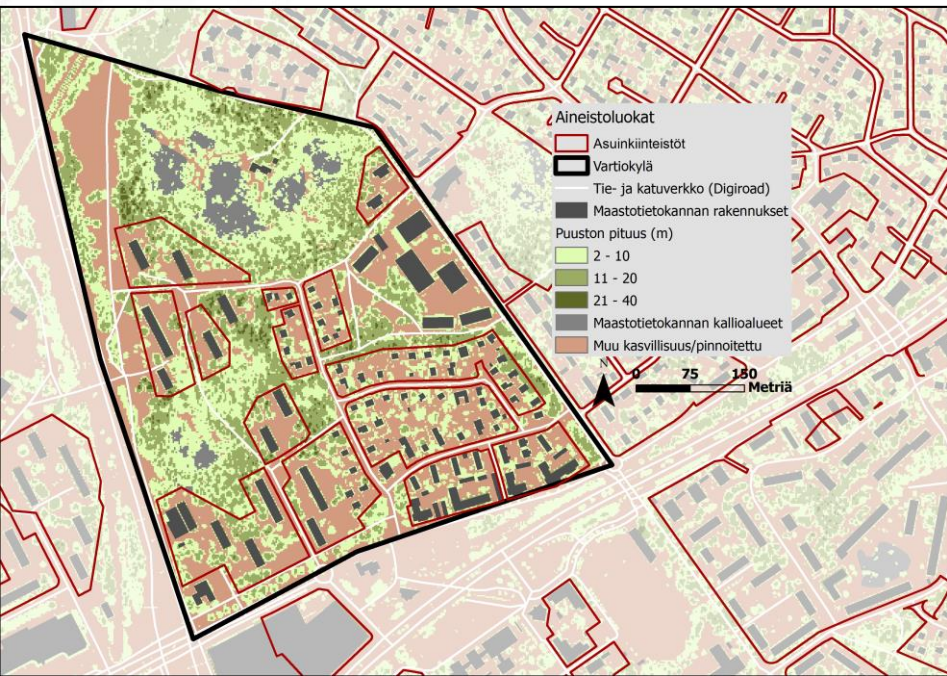 Aineistoluokat
Asuinkiinteistöt
Vartiokylä
Tie- ja katuverkko (Digiroad)
Maastotietokannan rakennukset
Puuston pituus (m)
2 - 10
11 - 20
21 - 40
Maastotietokannan kallioalueet
Muu kasvillisuus/pinnoitettu
N
0 75 150
Metriä